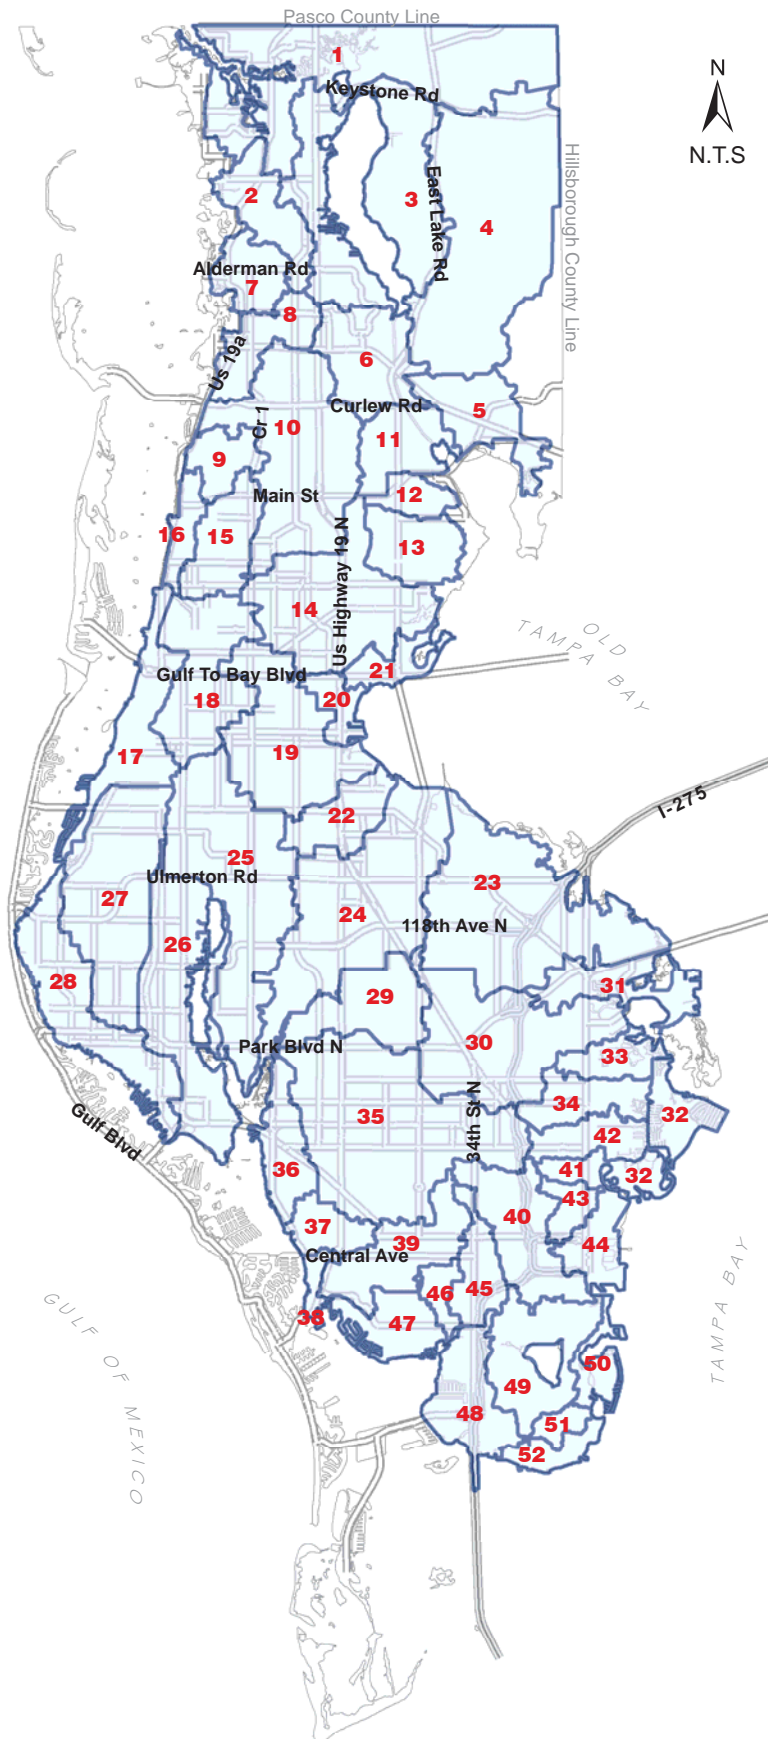 Pasco County Line
1
N
Keystone Rd
N.T.S
Hillsborough County Line
2
3
East Lake Rd
4
Alderman Rd
7
8
Us 19a
6
Curlew Rd
5
Cr 1
10
11
9
Main St
12
16
15
Us Highway 19 N
13
14
OLD
TAMPA BAY
21
Gulf To Bay Blvd
18
20
17
19
I-275
22
25
Ulmerton Rd
23
27
24
118th Ave N
26
28
29
31
30
Park Blvd N
33
34
32
35
Gulf Blvd
34th St N
42
36
41
32
43
40
37
39
44
Central Ave
TAMPA BAY
45
46
38
47
GULF OF MEXICO
50
49
48
51
52